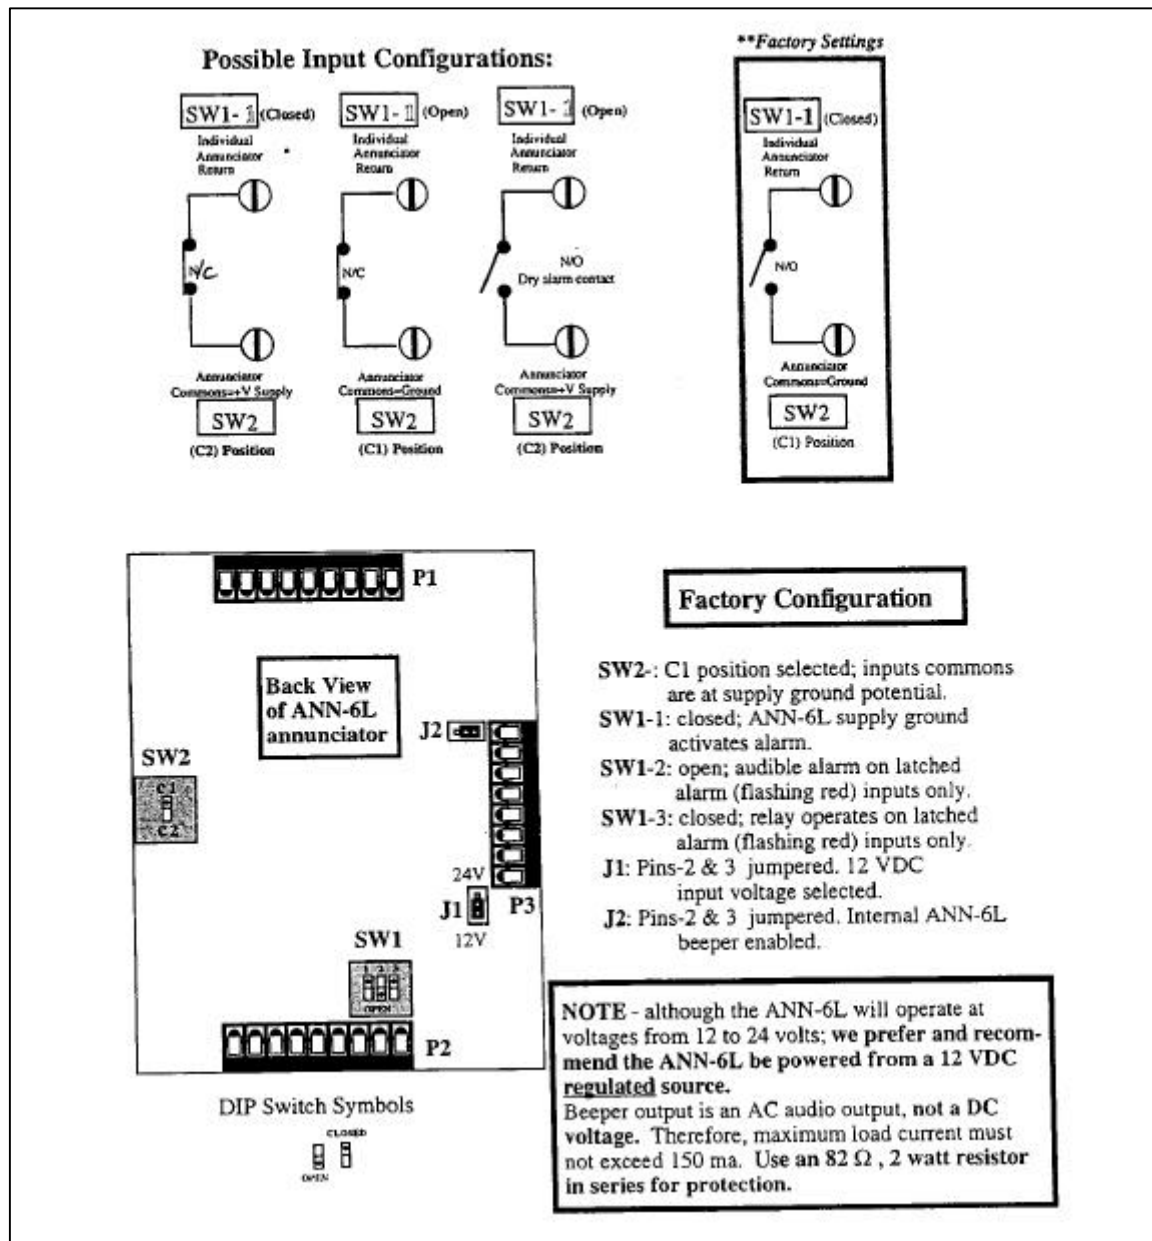 **Factory Settings
Possible Input Configurations:
SW1- 1 (Closed)
Individual
Annunciator
Return
N/C
Annunciator
Commons=+V Supply
SW2
(C2) Position
SW1- 1 (Open)
Individual
Annunciator
Return
N/C
Annunciator
Commons=Ground
SW2
(C1) Position
SW1- 1 (Open)
Individual
Annunciator
Return
N/O
Dry alarm contact
Annunciator
Commons=+V Supply
SW2
(C2) Position
SW1-1 (Closed)
Individual
Annunciator
Return
N/O
Annunciator
Commons=Ground
SW2
(C1) Position
P1
Back View
of ANN-6L
annunciator
J2
SW2
C1
C2
24V
J1
P3
12V
SW1
1 2 3
OPEN
P2
DIP Switch Symbols
CLOSED
OPEN
Factory Configuration
SW2-: C1 position selected; inputs commons
are at supply ground potential.
SW1-1: closed; ANN-6L supply ground
activates alarm.
SW1-2: open; audible alarm on latched
alarm (flashing red) inputs only.
SW1-3: closed; relay operates on latched
alarm (flashing red) inputs only.
J1: Pins-2 & 3 jumpered. 12 VDC
input voltage selected.
J2: Pins-2 & 3 jumpered. Internal ANN-6L
beeper enabled.
NOTE - although the ANN-6L will operate at
voltages from 12 to 24 volts; we prefer and recom-
mend the ANN-6L be powered from a 12 VDC
regulated source.
Beeper output is an AC audio output, not a DC
voltage. Therefore, maximum load current must
not exceed 150 ma. Use an 82 Ω , 2 watt resistor
in series for protection.